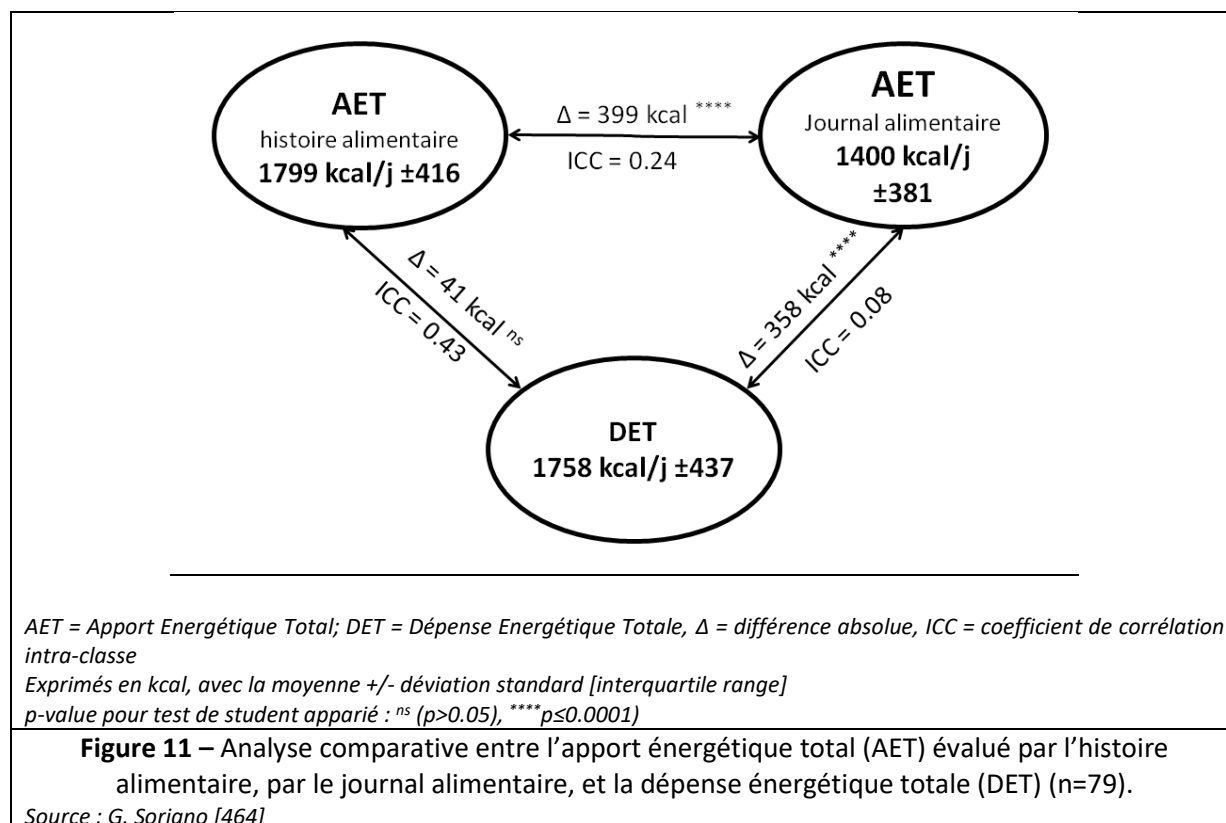 AET
histoire alimentaire
1799 kcal/j ±416
Δ = 399 kcal ****
ICC = 0.24
AET
Journal alimentaire
1400 kcal/j
±381
Δ = 41 kcal ns
ICC = 0.43
Δ = 358 kcal ****
ICC = 0.08
DET
1758 kcal/j ±437
AET = Apport Energétique Total; DET = Dépense Energétique Totale, Δ = différence absolue, ICC = coefficient de corrélation
intra-classe
Exprimés en kcal, avec la moyenne +/- déviation standard [interquartile range]
p-value pour test de student apparié : ns (p>0.05), ****p≤0.0001)
Figure 11 – Analyse comparative entre l’apport énergétique total (AET) évalué par l’histoire
alimentaire, par le journal alimentaire, et la dépense énergétique totale (DET) (n=79).
Source : G. Soriano [464]